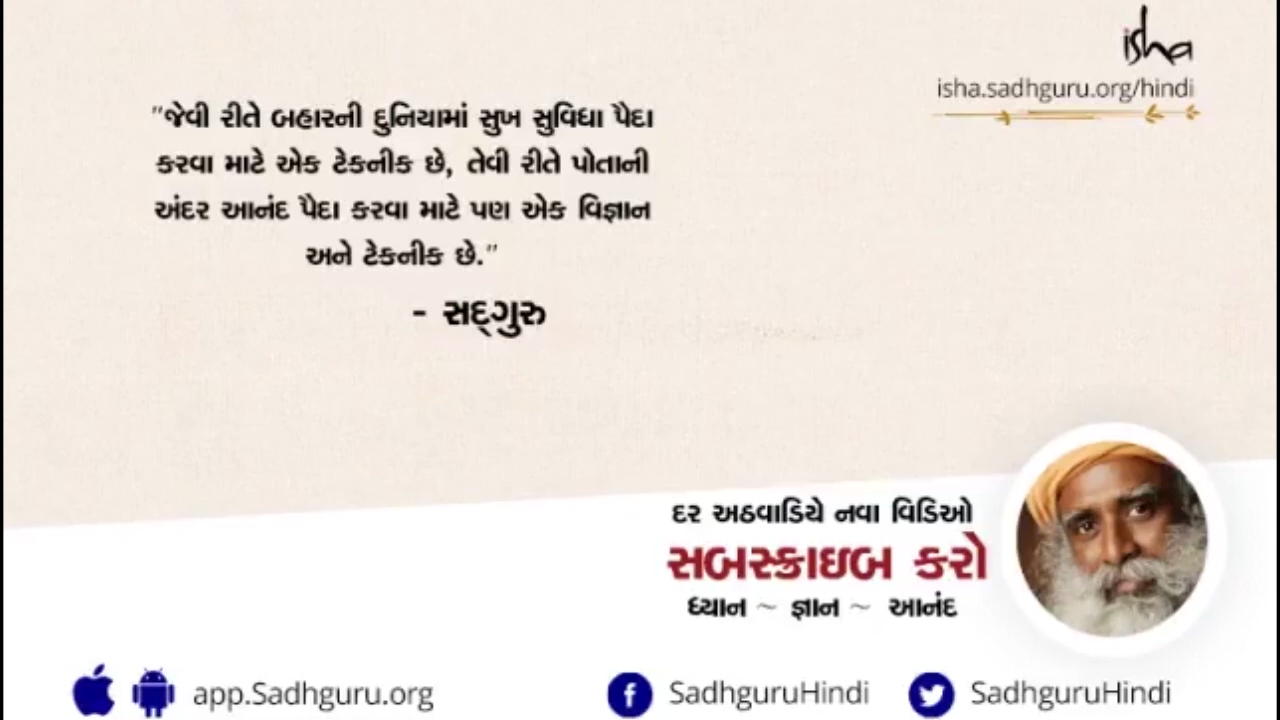 isha
isha.sadhguru.org/hindi
"જેવી રીતે બહારની દુનિયામાં સુખ સુવિધા પૈદા
કરવા માટે એક ટેકનીક છે, તેવી રીતે પોતાની
અંદર આનંદ પૈદા કરવા માટે પણ એક વિજ્ઞાન
અને ટેકનીક છે."
- સદ્ગુરુ
દર અઠવાડિયે નવા વિડિઓ
સબસ્ક્રાઇબ કરો
ધ્યાન ~ જ્ઞાન ~ આનંદ
app.Sadhguru.org
SadhguruHindi
SadhguruHindi